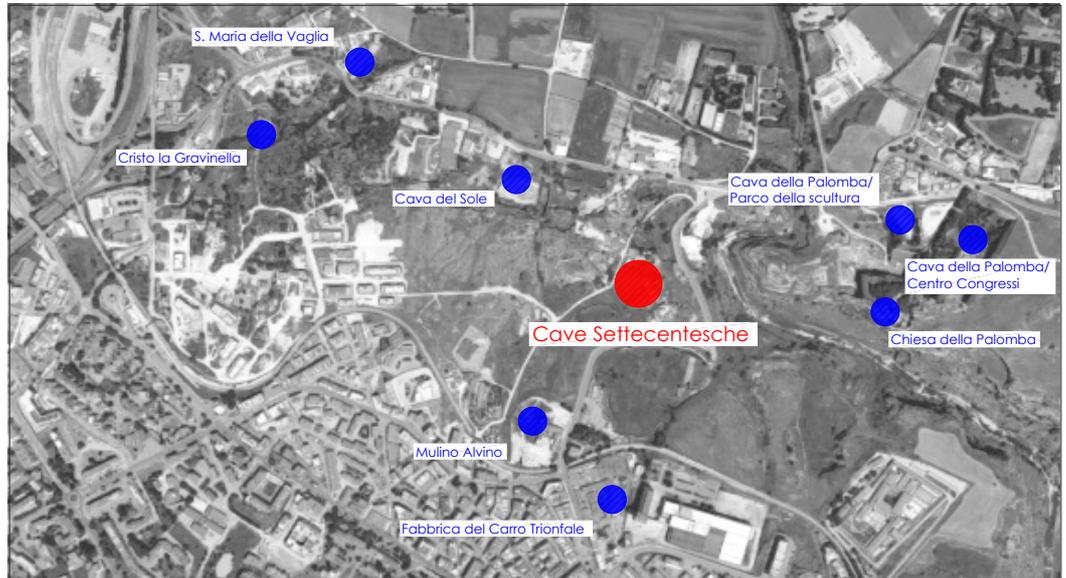 S. Maria della Vaglia
Cristo la Gravinella
Cava del Sole
Cava della Palomba/
Parco della scultura
Cava della Palomba/
Centro Congressi
Cave Settecentesche
Chiesa della Palomba
Mulino Alvino
Fabbrica del Carro Trionfale